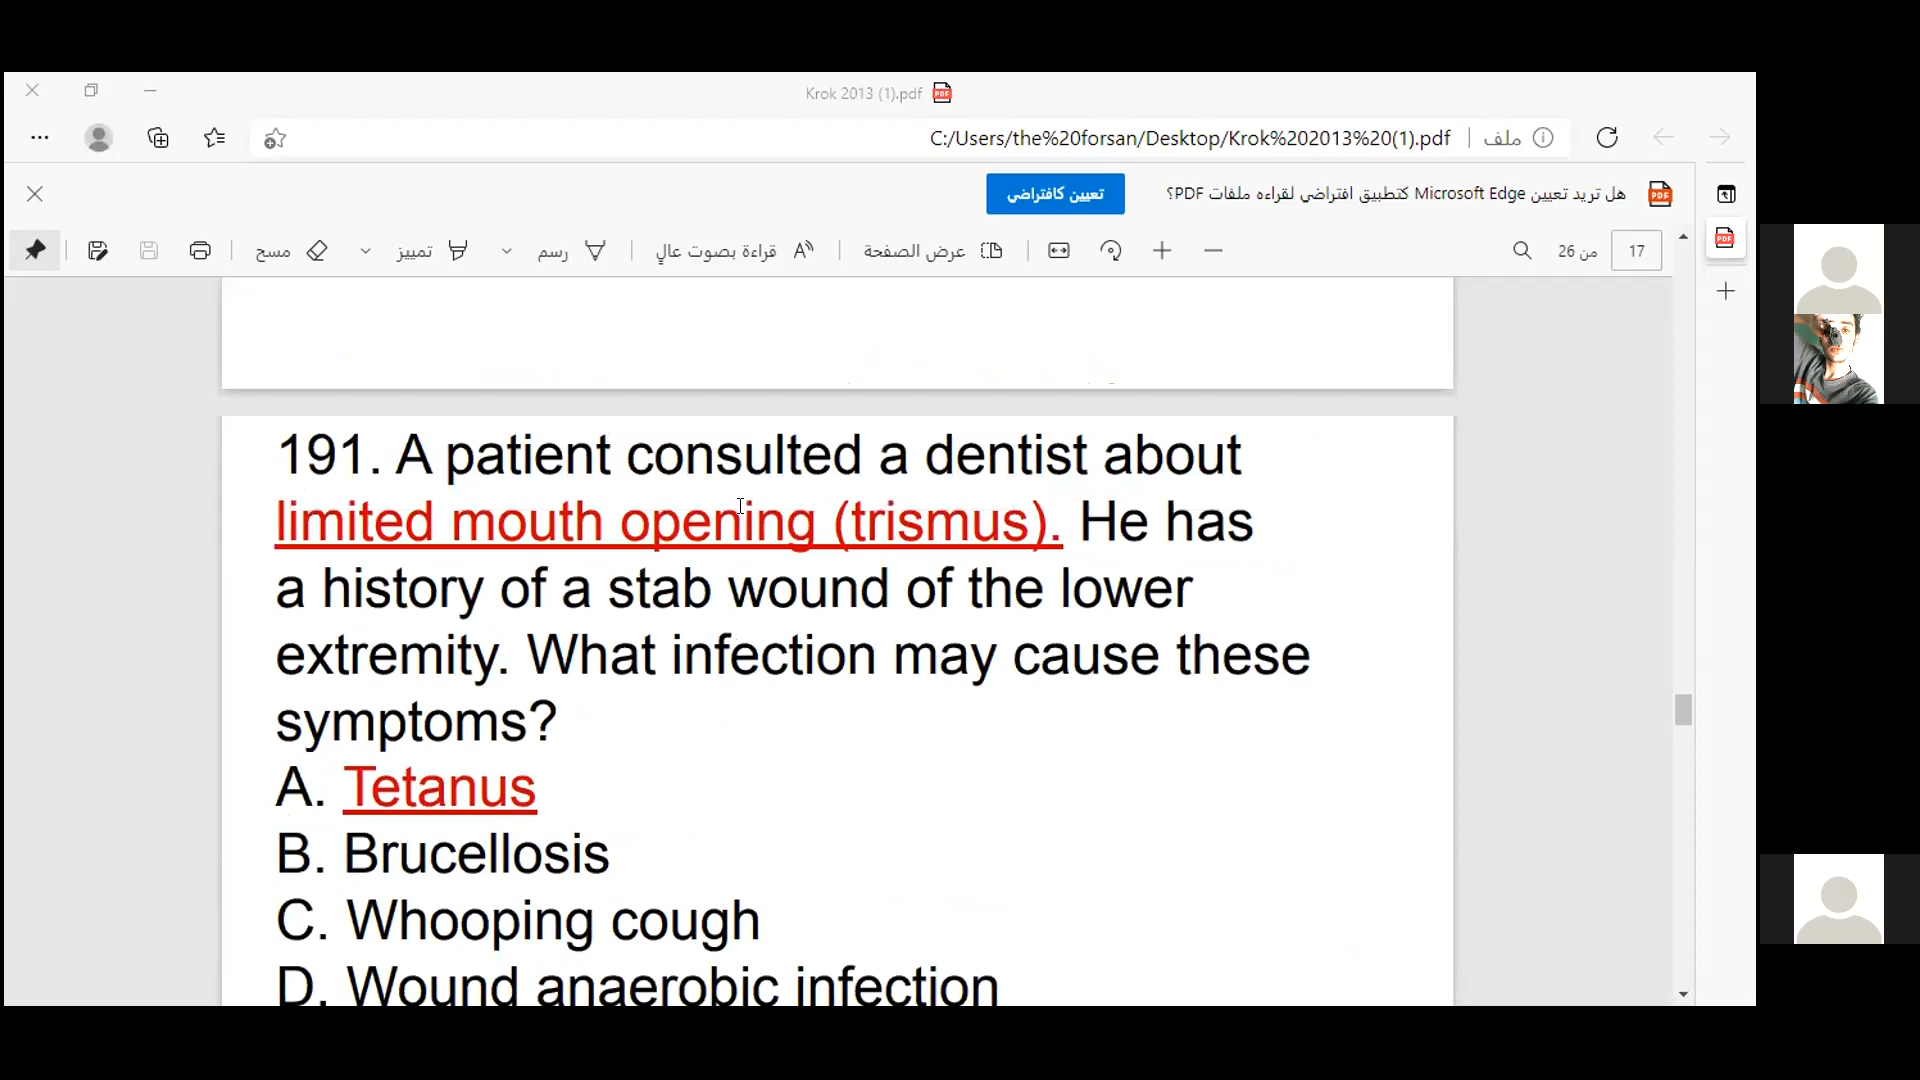 Krok 2013 (1).pdf
C:/Users/the%20forsan/Desktop/Krok%202013%20(1).pdf
ملف
هل تريد تعيين Microsoft Edge كتطبيق افتراضي لقراءه ملفات PDF؟
تعيين كافتراضي
17 من 26
عرض الصفحة
قراءة بصوت عالٍ
رسم
تمييز
مسح
191. A patient consulted a dentist about
limited mouth opening (trismus). He has
a history of a stab wound of the lower
extremity. What infection may cause these
symptoms?
A. Tetanus
B. Brucellosis
C. Whooping cough
D. Wound anaerobic infection